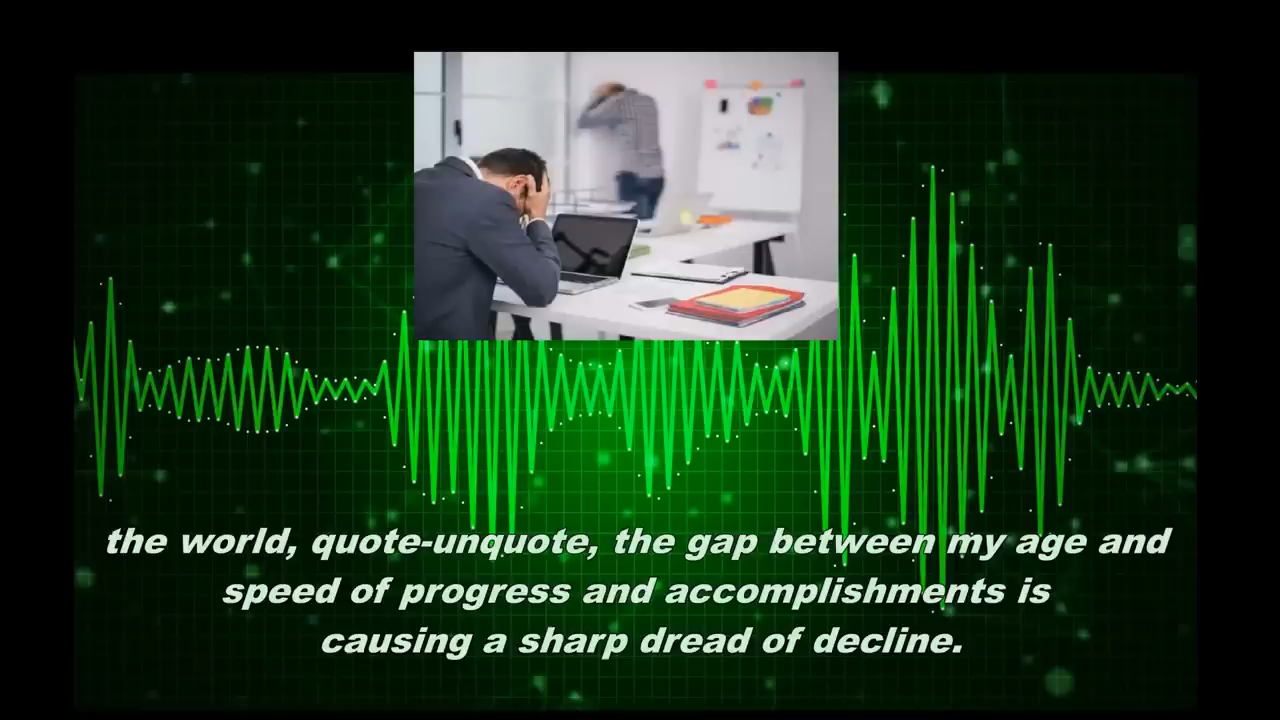 the world, quote-unquote, the gap between my age and
speed of progress and accomplishments is
causing a sharp dread of decline.